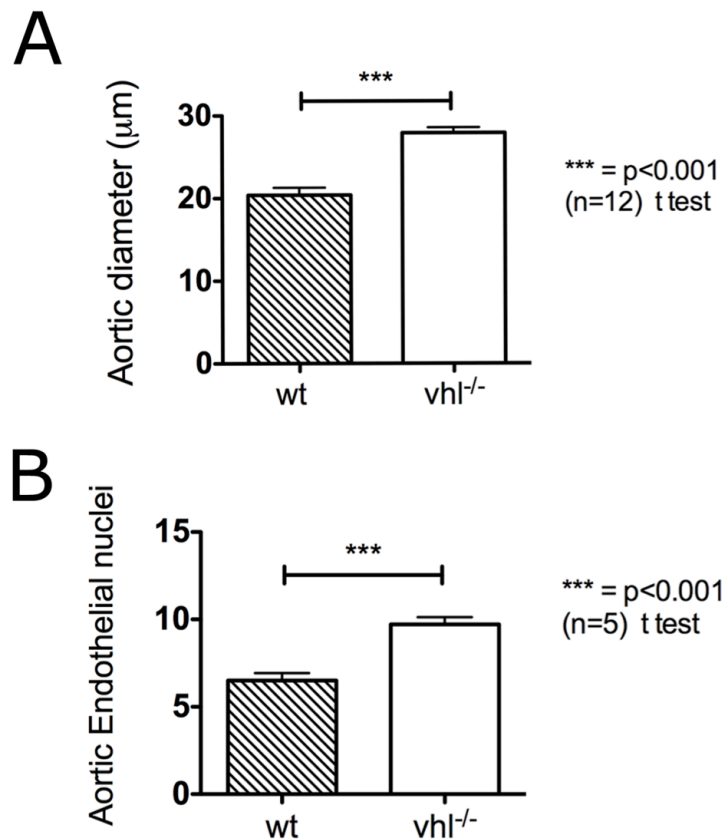 A
Aortic diameter (μm)
30
20
10
0
***
wt
vhl-/-
*** = p<0.001
(n=12) t test
B
Aortic Endothelial nuclei
15
10
5
0
***
wt
vhl-/-
*** = p<0.001
(n=5) t test